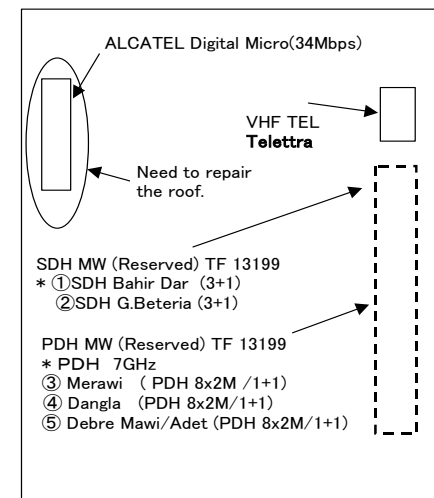 ALCATEL Digital Micro(34Mbps)
VHF TEL
Telettra
Need to repair
the roof.
SDH MW (Reserved) TF 13199
* ①SDH Bahir Dar (3+1)
②SDH G.Beteria (3+1)
PDH MW (Reserved) TF 13199
* PDH 7GHz
③ Merawi ( PDH 8x2M /1+1)
④ Dangla (PDH 8x2M/1+1)
⑤ Debre Mawi/Adet (PDH 8x2M/1+1)